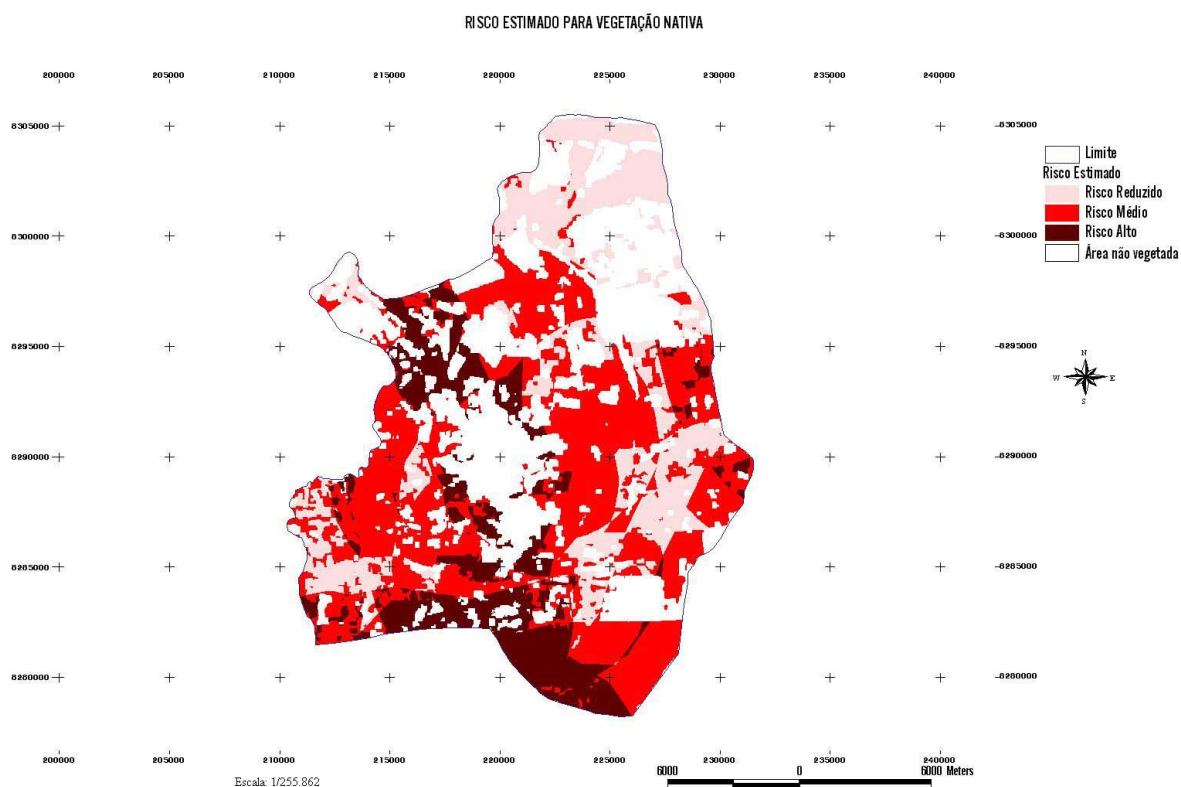 RISCO ESTIMADO PARA VEGETAÇÃO NATIVA
200000 205000 210000 215000 220000 225000 230000 235000 240000
8305000 8305000
Limite
Risco Estimado
Risco Reduzido
Risco Médio
Risco Alto
Área não vegetada
8300000 8300000
8295000 8295000
N
W E
S
8290000 8290000
8285000 8285000
8280000 8280000
200000 205000 210000 215000 220000 225000 230000 235000 240000
Escala: 1/255.862
6000 0 6000 Meters